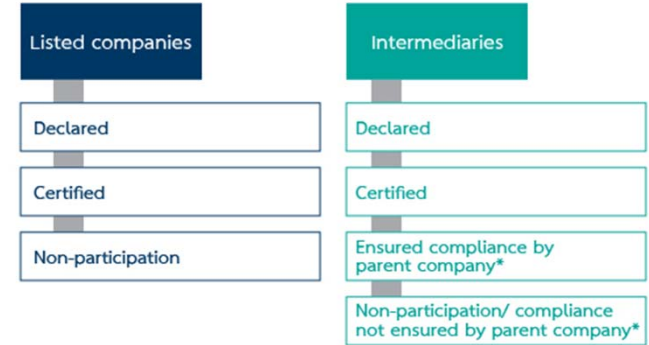 Listed companies
Declared
Certified
Non-participation
Intermediaries
Declared
Certified
Ensured compliance by
parent company*
Non-participation/ compliance
not ensured by parent company*